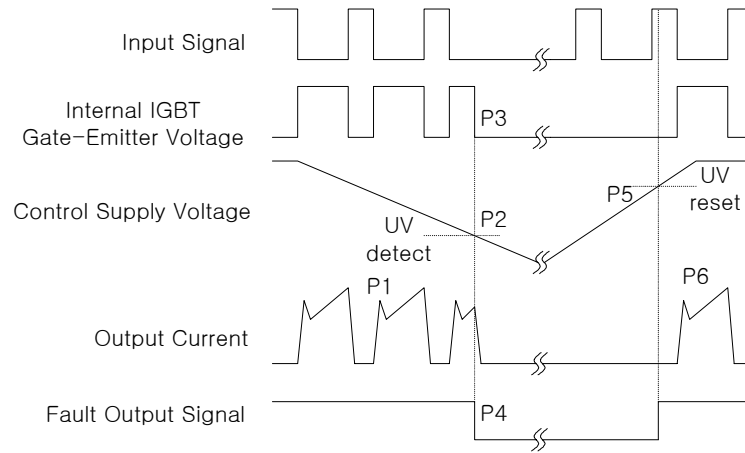 Input Signal
Internal IGBT
Gate-Emitter Voltage
P3
Control Supply Voltage
P2
UV
detect
P5
UV
reset
P1
P6
Output Current
Fault Output Signal
P4